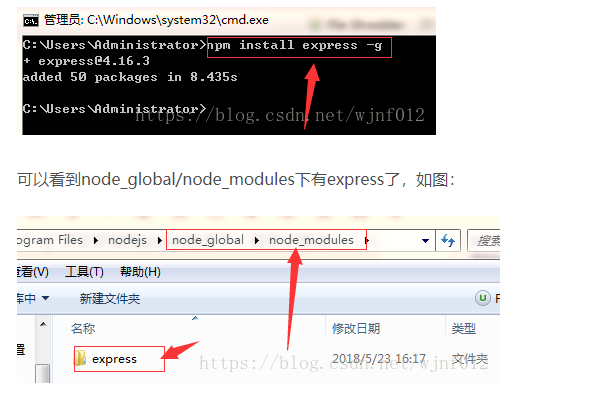 管理员: C:\Windows\system32\cmd.exe
C:\Users\Administrator>npm install express -g
+ express@4.16.3
added 50 packages in 8.435s
C:\Users\Administrator>
https://blog.csdn.net/wjnf012
可以看到node_global/node_modules下有express了，如图：
ogram Files nodejs node_global node_modules 搜索
查看(V) 工具(T) 帮助(H)
库中 新建文件夹
名称 修改日期 类型
置 express 2018/5/23 16:17 文件夹
https://blog.csdn.net/wjnf012